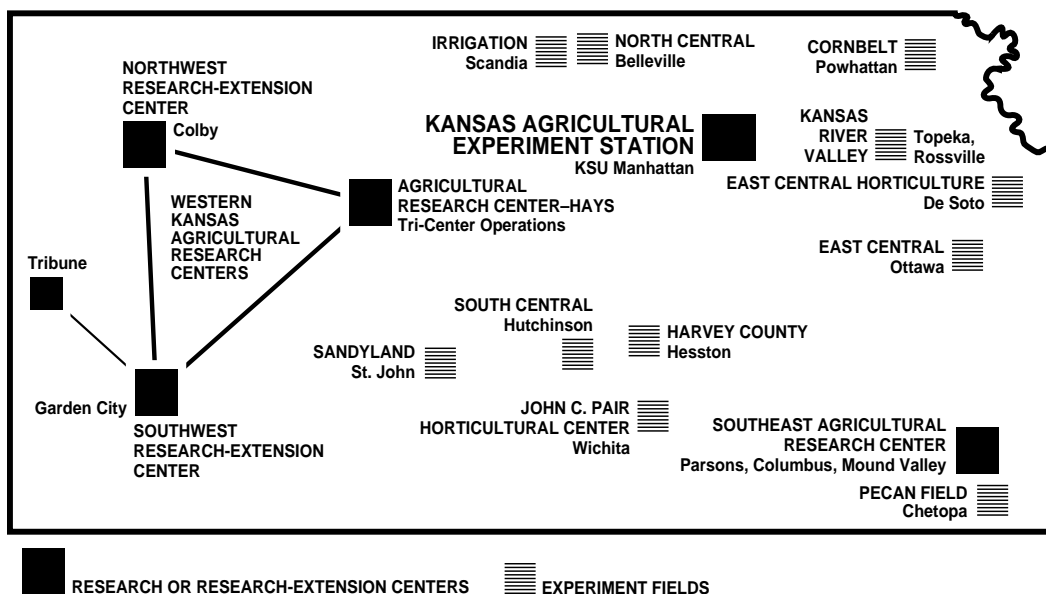 IRRIGATION
Scandia
NORTH CENTRAL
Belleville
CORNBELT
Powhattan
NORTHWEST
RESEARCH-EXTENSION
CENTER
Colby
KANSAS AGRICULTURAL
EXPERIMENT STATION
KSU Manhattan
KANSAS
RIVER
VALLEY
Topeka,
Rossville
EAST CENTRAL HORTICULTURE
De Soto
AGRICULTURAL
RESEARCH CENTER–HAYS
Tri-Center Operations
WESTERN
KANSAS
AGRICULTURAL
RESEARCH
CENTERS
EAST CENTRAL
Ottawa
Tribune
SOUTH CENTRAL
Hutchinson
HARVEY COUNTY
Hesston
SANDYLAND
St. John
Garden City
SOUTHWEST
RESEARCH-EXTENSION
CENTER
JOHN C. PAIR
HORTICULTURAL CENTER
Wichita
SOUTHEAST AGRICULTURAL
RESEARCH CENTER
Parsons, Columbus, Mound Valley
PECAN FIELD
Chetopa
RESEARCH OR RESEARCH-EXTENSION CENTERS
EXPERIMENT FIELDS